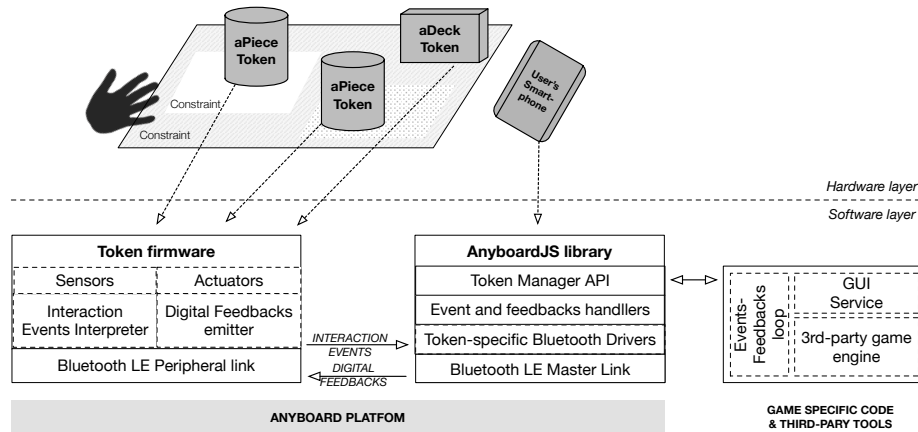 aPiece
Token
aDeck
Token
aPiece
Token
User's
Smart-
phone
Constraint
Constraint
Hardware layer
Software layer
Token firmware
Sensors
Actuators
Interaction
Events Interpreter
Digital Feedbacks
emitter
Bluetooth LE Peripheral link
INTERACTION
EVENTS
DIGITAL
FEEDBACKS
AnyboardJS library
Token Manager API
Event and feedbacks handllers
Token-specific Bluetooth Drivers
Bluetooth LE Master Link
Events-
Feedbacks
loop
GUI
Service
3rd-party game
engine
ANYBOARD PLATFOM
GAME SPECIFIC CODE
& THIRD-PARY TOOLS